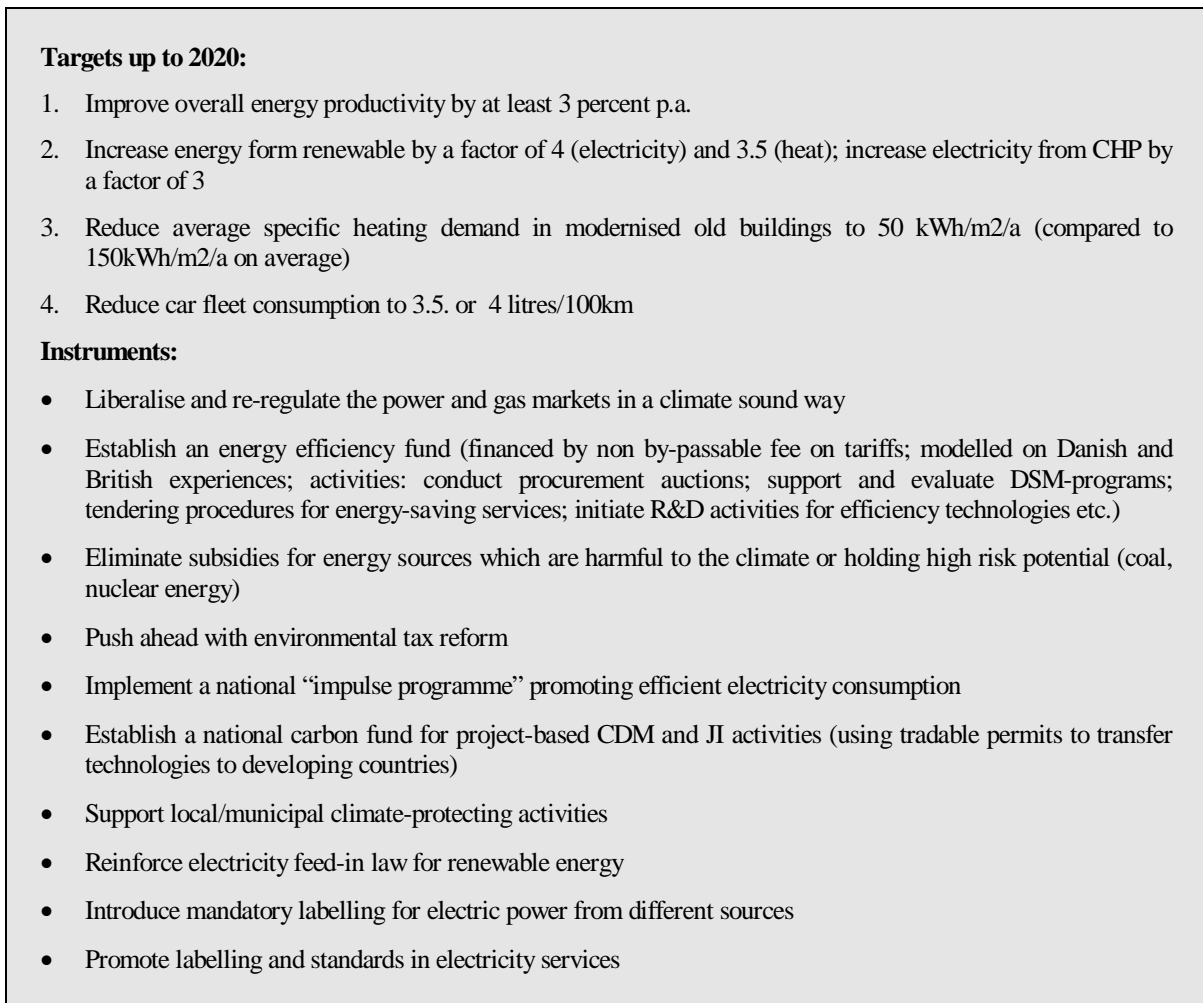 Targets up to 2020:
1. Improve overall energy productivity by at least 3 percent p.a.
2. Increase energy form renewable by a factor of 4 (electricity) and 3.5 (heat); increase electricity from CHP by
a factor of 3
3. Reduce average specific heating demand in modernised old buildings to 50 kWh/m2/a (compared to
150kWh/m2/a on average)
4. Reduce car fleet consumption to 3.5. or 4 litres/100km
Instruments:
• Liberalise and re-regulate the power and gas markets in a climate sound way
• Establish an energy efficiency fund (financed by non by-passable fee on tariffs; modelled on Danish and
British experiences; activities: conduct procurement auctions; support and evaluate DSM-programs;
tendering procedures for energy-saving services; initiate R&D activities for efficiency technologies etc.)
• Eliminate subsidies for energy sources which are harmful to the climate or holding high risk potential (coal,
nuclear energy)
• Push ahead with environmental tax reform
• Implement a national “impulse programme” promoting efficient electricity consumption
• Establish a national carbon fund for project-based CDM and JI activities (using tradable permits to transfer
technologies to developing countries)
• Support local/municipal climate-protecting activities
• Reinforce electricity feed-in law for renewable energy
• Introduce mandatory labelling for electric power from different sources
• Promote labelling and standards in electricity services